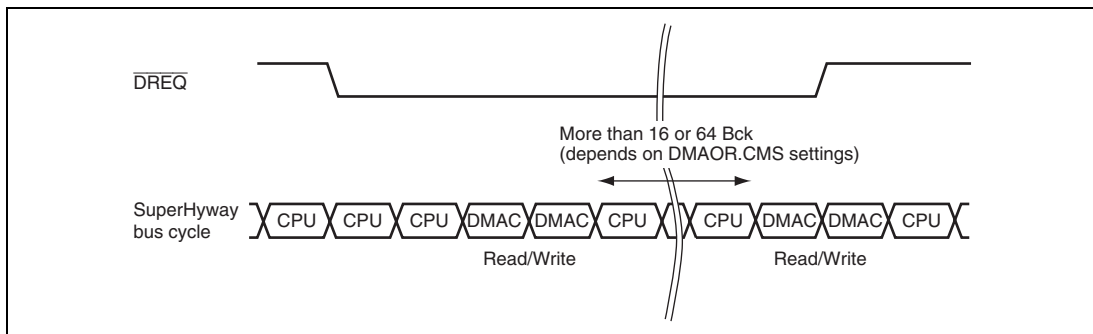 DREQ
More than 16 or 64 Bck
(depends on DMAOR.CMS settings)
SuperHyway
bus cycle
CPU CPU CPU DMAC DMAC CPU CPU DMAC DMAC CPU
Read/Write Read/Write